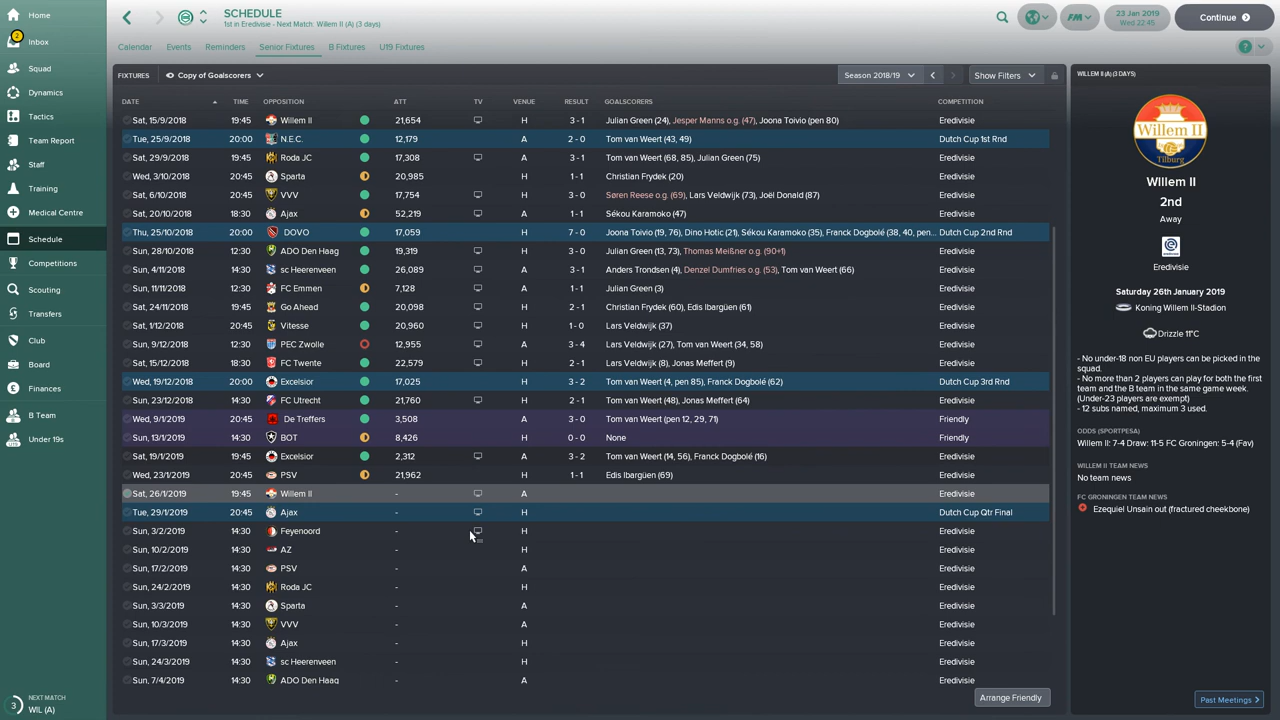 Home
SCHEDULE
1st in Eredivisie - Next Match: Willem II (A) (3 days)
FM
23 Jan 2019
Wed 22:45
Continue
2
Inbox
Calendar Events Reminders Senior Fixtures B Fixtures U19 Fixtures
?
Squad
Dynamics
Tactics
Team Report
Staff
Training
Medical Centre
Schedule
Competitions
Scouting
Transfers
Club
Board
Finances
B Team
Under 19s
3
NEXT MATCH
WIL (A)
FIXTURES Copy of Goalscorers Season 2018/19 Show Filters
DATE TIME OPPOSITION ATT TV VENUE RESULT GOALSCORERS COMPETITION
Sat, 15/9/2018 19:45 Willem II 21,654 H 3 - 1 Julian Green (24), Jesper Manns o.g. (47), Joona Toivio (pen 80) Eredivisie
Tue, 25/9/2018 20:00 N.E.C. 12,179 A 2 - 0 Tom van Weert (43, 49) Dutch Cup 1st Rnd
Sat, 29/9/2018 19:45 Roda JC 17,308 A 3 - 1 Tom van Weert (68, 85), Julian Green (75) Eredivisie
Wed, 3/10/2018 20:45 Sparta 20,985 H 1 - 1 Christian Frydek (20) Eredivisie
Sat, 6/10/2018 20:45 VVV 17,754 H 3 - 0 Søren Reese o.g. (69), Lars Veldwijk (73), Joël Donald (87) Eredivisie
Sat, 20/10/2018 18:30 Ajax 52,219 A 1 - 1 Sékou Karamoko (47) Eredivisie
Thu, 25/10/2018 20:00 DOVO 17,059 H 7 - 0 Joona Toivio (19, 76), Dino Hotic (21), Sékou Karamoko (35), Franck Dogbolé (38, 40, pen... Dutch Cup 2nd Rnd
Sun, 28/10/2018 12:30 ADO Den Haag 19,319 H 3 - 1 Julian Green (13, 73), Thomas Meißner o.g. (90+1) Eredivisie
Sun, 4/11/2018 14:30 sc Heerenveen 26,089 A 3 - 1 Anders Trondsen (4), Denzel Dumfries o.g. (53), Tom van Weert (66) Eredivisie
Sun, 11/11/2018 12:30 FC Emmen 7,128 A 1 - 1 Julian Green (3) Eredivisie
Sat, 24/11/2018 19:45 Go Ahead 20,098 H 2 - 1 Christian Frydek (60), Edis Ibargüen (61) Eredivisie
Sat, 1/12/2018 20:45 Vitesse 20,960 H 1 - 0 Lars Veldwijk (37) Eredivisie
Sun, 9/12/2018 12:30 PEC Zwolle 12,955 A 3 - 4 Lars Veldwijk (27), Tom van Weert (34, 58) Eredivisie
Sat, 15/12/2018 18:30 FC Twente 22,579 H 2 - 1 Lars Veldwijk (8), Jonas Meffert (9) Eredivisie
Wed, 19/12/2018 20:00 Excelsior 17,025 H 3 - 2 Tom van Weert (4, pen 85), Franck Dogbolé (62) Dutch Cup 3rd Rnd
Sun, 23/12/2018 12:30 FC Utrecht 21,760 H 2 - 1 Tom van Weert (48), Jonas Meffert (64) Eredivisie
Wed, 9/1/2019 20:45 De Treffers 3,508 A 3 - 0 Tom van Weert (pen 12, 29, 71) Friendly
Sun, 13/1/2019 14:30 BOT 8,426 H 0 - 0 None Friendly
Sat, 19/1/2019 20:45 Excelsior 2,312 A 3 - 2 Tom van Weert (14, 56), Franck Dogbolé (16) Eredivisie
Wed, 23/1/2019 20:45 PSV 21,962 H 1 - 1 Edis Ibargüen (69) Eredivisie
Sat, 26/1/2019 19:45 Willem II - A Eredivisie
Tue, 29/1/2019 20:45 Ajax - H Dutch Cup Qtr Final
Sun, 3/2/2019 14:30 Feyenoord - H Eredivisie
Sun, 10/2/2019 14:30 AZ - H Eredivisie
Sun, 17/2/2019 14:30 PSV - A Eredivisie
Sun, 24/2/2019 14:30 Roda JC - H Eredivisie
Sun, 3/3/2019 14:30 Sparta - A Eredivisie
Sun, 10/3/2019 14:30 VVV - A Eredivisie
Sun, 17/3/2019 14:30 Ajax - H Eredivisie
Sun, 24/3/2019 14:30 sc Heerenveen - H Eredivisie
Sun, 7/4/2019 14:30 ADO Den Haag - A Eredivisie
Arrange Friendly
WILLEM II (A) (3 DAYS)
Willem II
Tilburg
Willem II
2nd
Away
Eredivisie
Saturday 26th January 2019
Koning Willem II-Stadion
Drizzle 11°C
- No under-18 non EU players can be picked in the
squad.
- No more than 2 players can play for both the first
team and the B team in the same game week.
(Under-23 players are exempt)
- 12 subs named, maximum 3 used.
ODDS (SPORTPESA)
Willem II: 7-4 Draw: 11-5 FC Groningen: 5-4 (Fav)
WILLEM II TEAM NEWS
No team news
FC GRONINGEN TEAM NEWS
Ezequiel Unsain out (fractured cheekbone)
Past Meetings